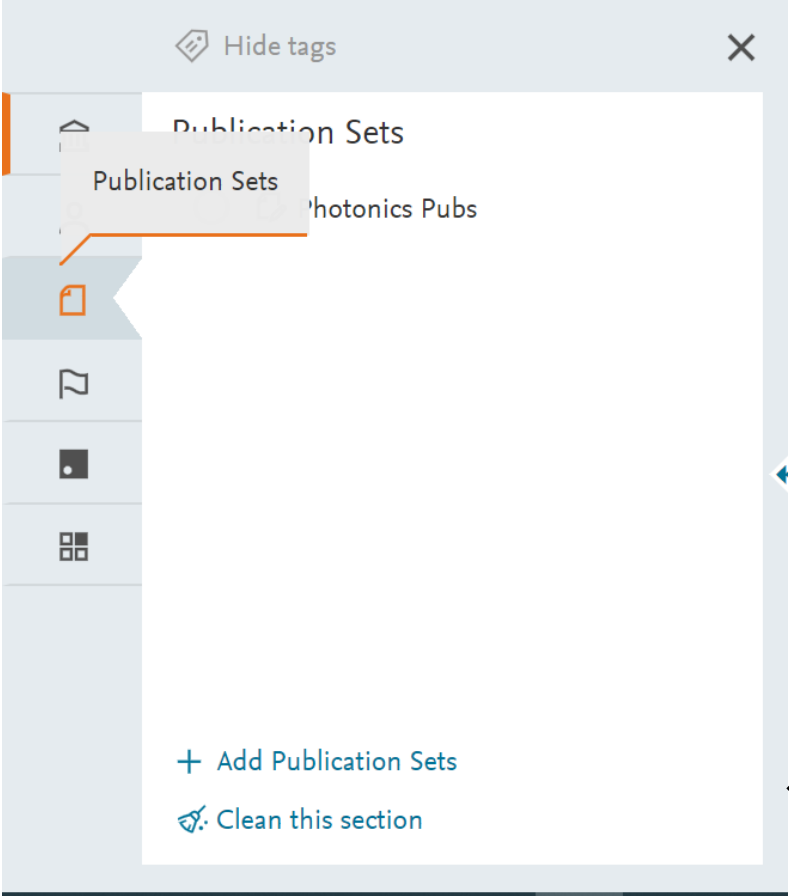 Hide tags
Publication Sets
Publication Sets
Photonics Pubs
Add Publication Sets
Clean this section